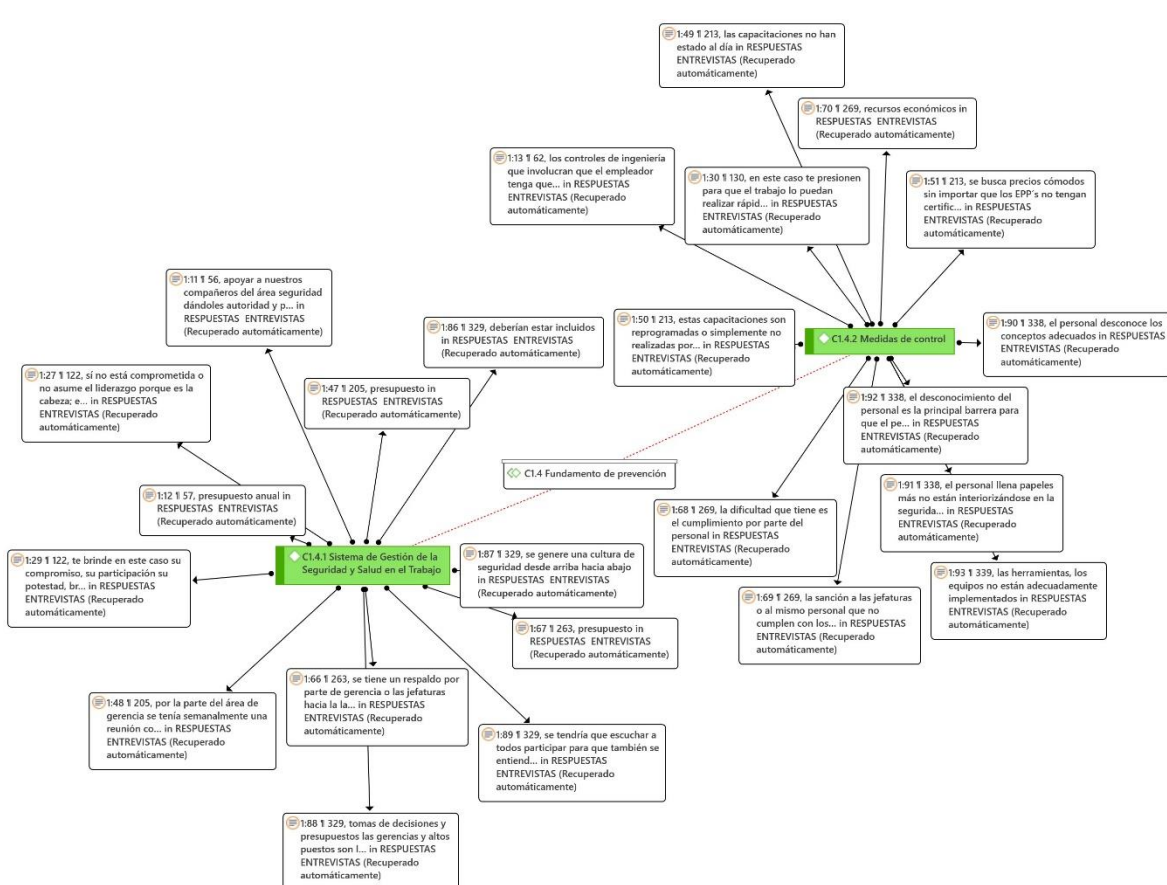 1:49 ¶ 213, las capacitaciones no han
estado al día in RESPUESTAS
ENTREVISTAS (Recuperado
automáticamente)
1:70 ¶ 269, recursos económicos in
RESPUESTAS ENTREVISTAS
(Recuperado automáticamente)
1:13 ¶ 62, los controles de ingeniería
que involucran que el empleador
tenga que... in RESPUESTAS
ENTREVISTAS (Recuperado
automáticamente)
1:30 ¶ 130, en este caso te presionen
para que el trabajo lo puedan
realizar rápid... in RESPUESTAS
ENTREVISTAS (Recuperado
automáticamente)
1:51 ¶ 213, se busca precios cómodos
sin importar que los EPP´s no tengan
certific... in RESPUESTAS
ENTREVISTAS (Recuperado
automáticamente)
1:11 ¶ 56, apoyar a nuestros
compañeros del área seguridad
dándoles autoridad y p... in
RESPUESTAS ENTREVISTAS
(Recuperado automáticamente)
1:86 ¶ 329, deberían estar incluidos
in RESPUESTAS ENTREVISTAS
(Recuperado automáticamente)
1:50 ¶ 213, estas capacitaciones son
reprogramadas o simplemente no
realizadas por... in RESPUESTAS
ENTREVISTAS (Recuperado
automáticamente)
C1.4.2 Medidas de control
1:90 ¶ 338, el personal desconoce los
conceptos adecuados in RESPUESTAS
ENTREVISTAS (Recuperado
automáticamente)
1:27 ¶ 122, sí no está comprometida o
no asume el liderazgo porque es la
cabeza; e... in RESPUESTAS
ENTREVISTAS (Recuperado
automáticamente)
1:47 ¶ 205, presupuesto in
RESPUESTAS ENTREVISTAS
(Recuperado automáticamente)
1:92 ¶ 338, el desconocimiento del
personal es la principal barrera para
que el pe... in RESPUESTAS
ENTREVISTAS (Recuperado
automáticamente)
C1.4 Fundamento de prevención
1:12 ¶ 57, presupuesto anual in
RESPUESTAS ENTREVISTAS
(Recuperado automáticamente)
1:68 ¶ 269, la dificultad que tiene es
el cumplimiento por parte del
personal in RESPUESTAS
ENTREVISTAS (Recuperado
automáticamente)
1:91 ¶ 338, el personal llena papeles
más no están interiorizándose en la
segurida... in RESPUESTAS
ENTREVISTAS (Recuperado
automáticamente)
1:29 ¶ 122, te brinde en este caso su
compromiso, su participación su
potestad, br... in RESPUESTAS
ENTREVISTAS (Recuperado
automáticamente)
C1.4.1 Sistema de Gestión de la
Seguridad y Salud en el Trabajo
1:87 ¶ 329, se genere una cultura de
seguridad desde arriba hacia abajo
in RESPUESTAS ENTREVISTAS
(Recuperado automáticamente)
1:93 ¶ 339, las herramientas, los
equipos no están adecuadamente
implementados in RESPUESTAS
ENTREVISTAS (Recuperado
automáticamente)
1:69 ¶ 269, la sanción a las jefaturas
o al mismo personal que no
cumplen con los... in RESPUESTAS
ENTREVISTAS (Recuperado
automáticamente)
1:67 ¶ 263, presupuesto in
RESPUESTAS ENTREVISTAS
(Recuperado automáticamente)
1:48 ¶ 205, por la parte del área de
gerencia se tenía semanalmente una
reunión co... in RESPUESTAS
ENTREVISTAS (Recuperado
automáticamente)
1:66 ¶ 263, se tiene un respaldo por
parte de gerencia o las jefaturas
hacia la la... in RESPUESTAS
ENTREVISTAS (Recuperado
automáticamente)
1:89 ¶ 329, se tendría que escuchar a
todos participar para que también se
entiend... in RESPUESTAS
ENTREVISTAS (Recuperado
automáticamente)
1:88 ¶ 329, tomas de decisiones y
presupuestos las gerencias y altos
puestos son l... in RESPUESTAS
ENTREVISTAS (Recuperado
automáticamente)